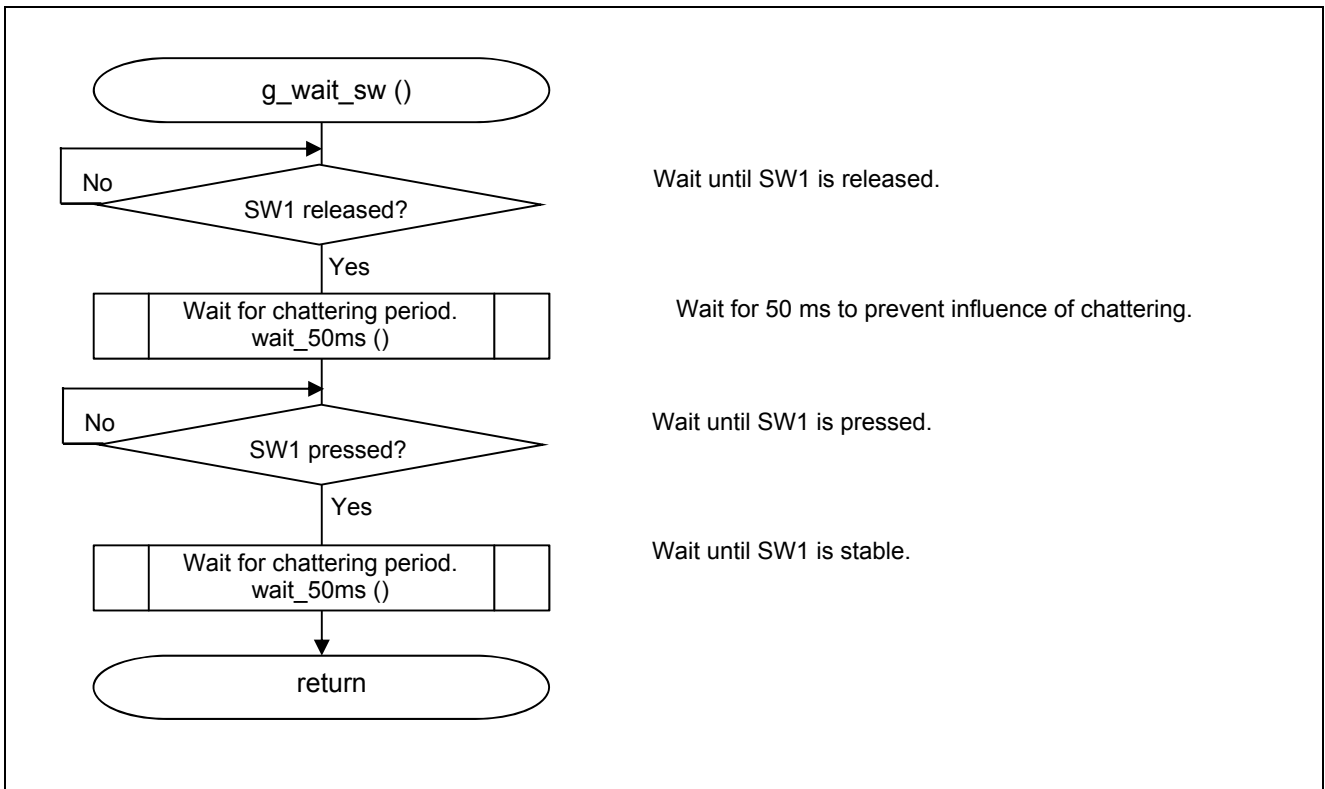 g_wait_sw ()
No
SW1 released?
Wait until SW1 is released.
Yes
Wait for chattering period.
wait_50ms ()
Wait for 50 ms to prevent influence of chattering.
No
SW1 pressed?
Wait until SW1 is pressed.
Yes
Wait for chattering period.
wait_50ms ()
Wait until SW1 is stable.
return